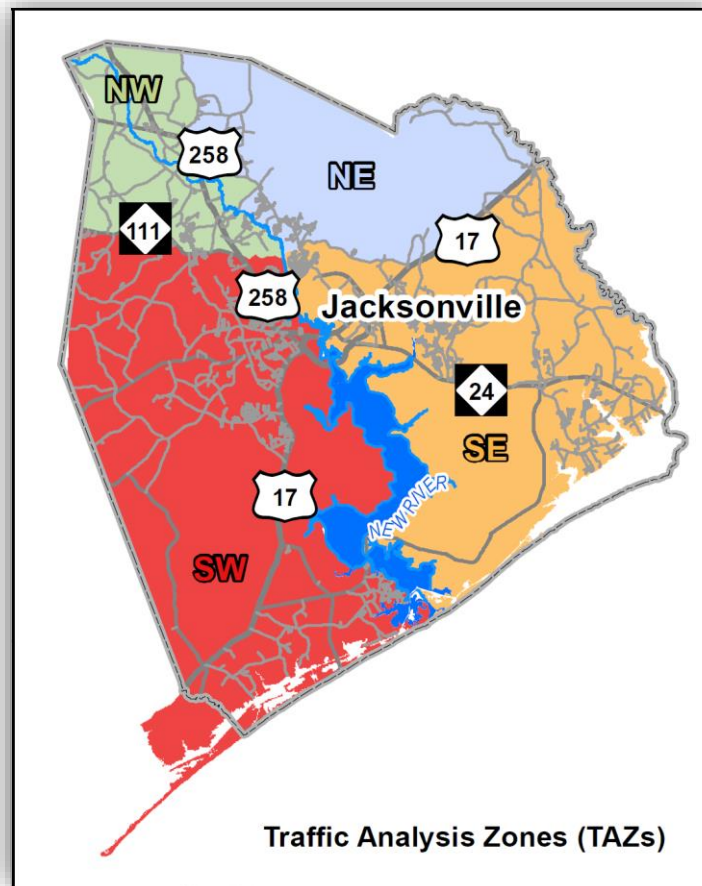 NW
258
NE
111
17
258
Jacksonville
24
SE
17
NEW RIVER
SW
Traffic Analysis Zones (TAZs)